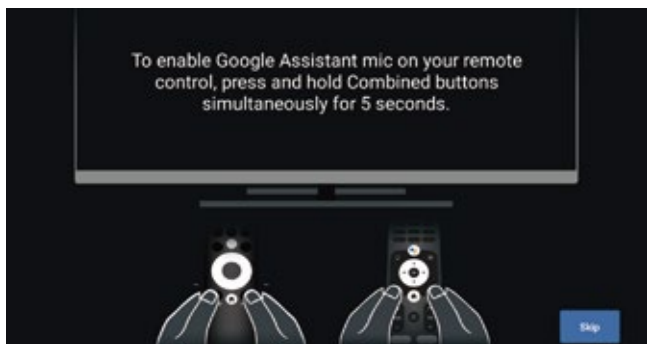 To enable Google Assistant mic on your remote
control, press and hold Combined buttons
simultaneously for 5 seconds.
Skip